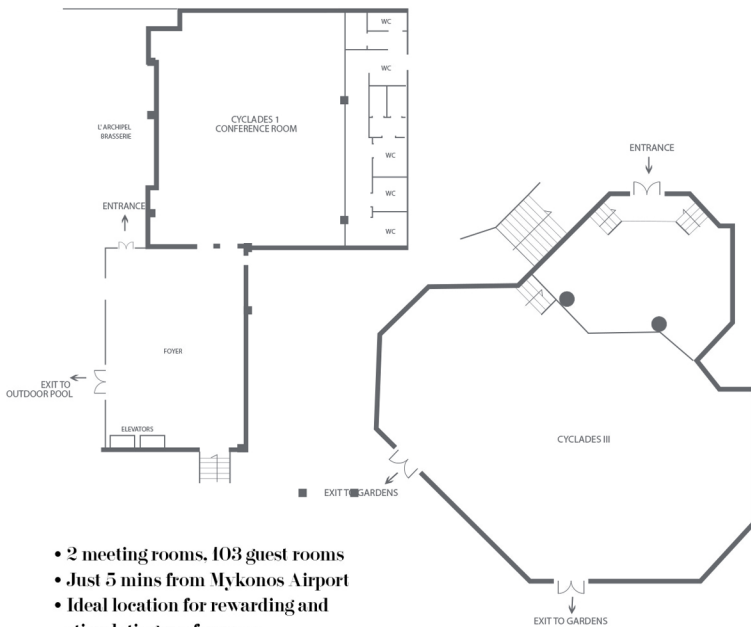 WC
WC
L' ARCHIPEL
BRASSERIE
CYCLADES 1
CONFERENCE ROOM
WC
WC
WC
ENTRANCE
ENTRANCE
FOYER
EXIT TO
OUTDOOR POOL
ELEVATORS
CYCLADES III
EXIT TO GARDENS
EXIT TO GARDENS
• 2 meeting rooms, 103 guest rooms
• Just 5 mins from Mykonos Airport
• Ideal location for rewarding and